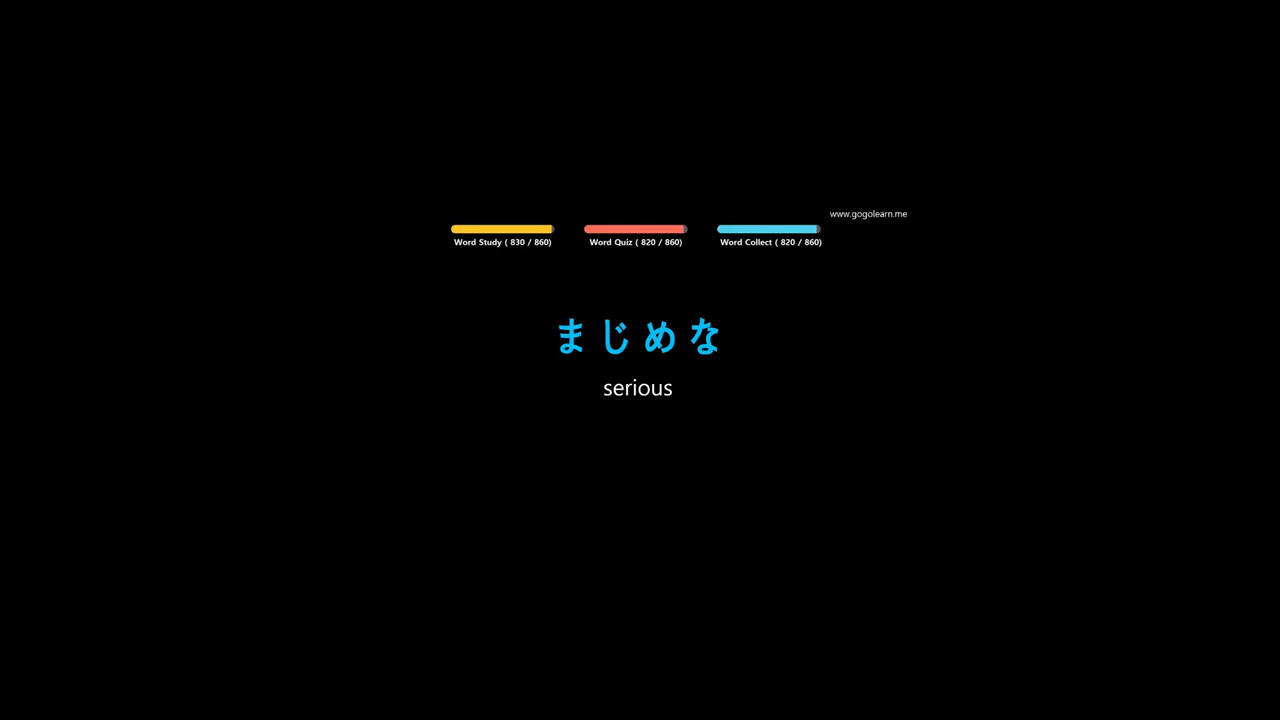 www.gogolearn.me
Word Study ( 830 / 860)
Word Quiz ( 820 / 860)
Word Collect ( 820 / 860)
まじめな
serious